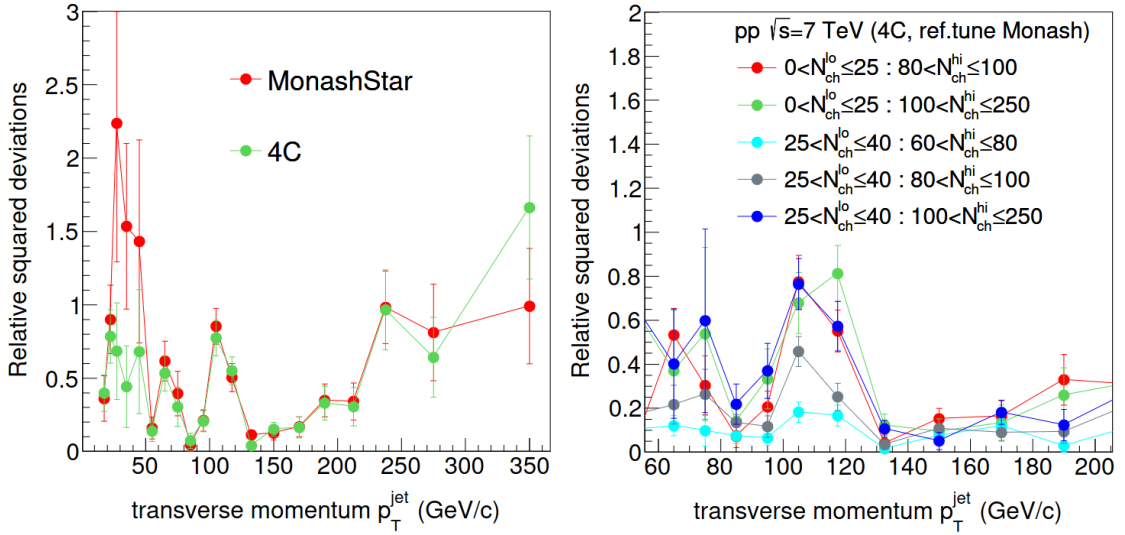 Relative squared deviations
3
2.5
2
1.5
1
0.5
0
MonashStar
4C
50 100 150 200 250 300 350
transverse momentum p_T^jet (GeV/c)
Relative squared deviations
2
1.8
1.6
1.4
1.2
1
0.8
0.6
0.4
0.2
0
pp √s=7 TeV (4C, ref.tune Monash)
0<N_ch^lo≤25 : 80<N_ch^hi≤100
0<N_ch^lo≤25 : 100<N_ch^hi≤250
25<N_ch^lo≤40 : 60<N_ch^hi≤80
25<N_ch^lo≤40 : 80<N_ch^hi≤100
25<N_ch^lo≤40 : 100<N_ch^hi≤250
60 80 100 120 140 160 180 200
transverse momentum p_T^jet (GeV/c)